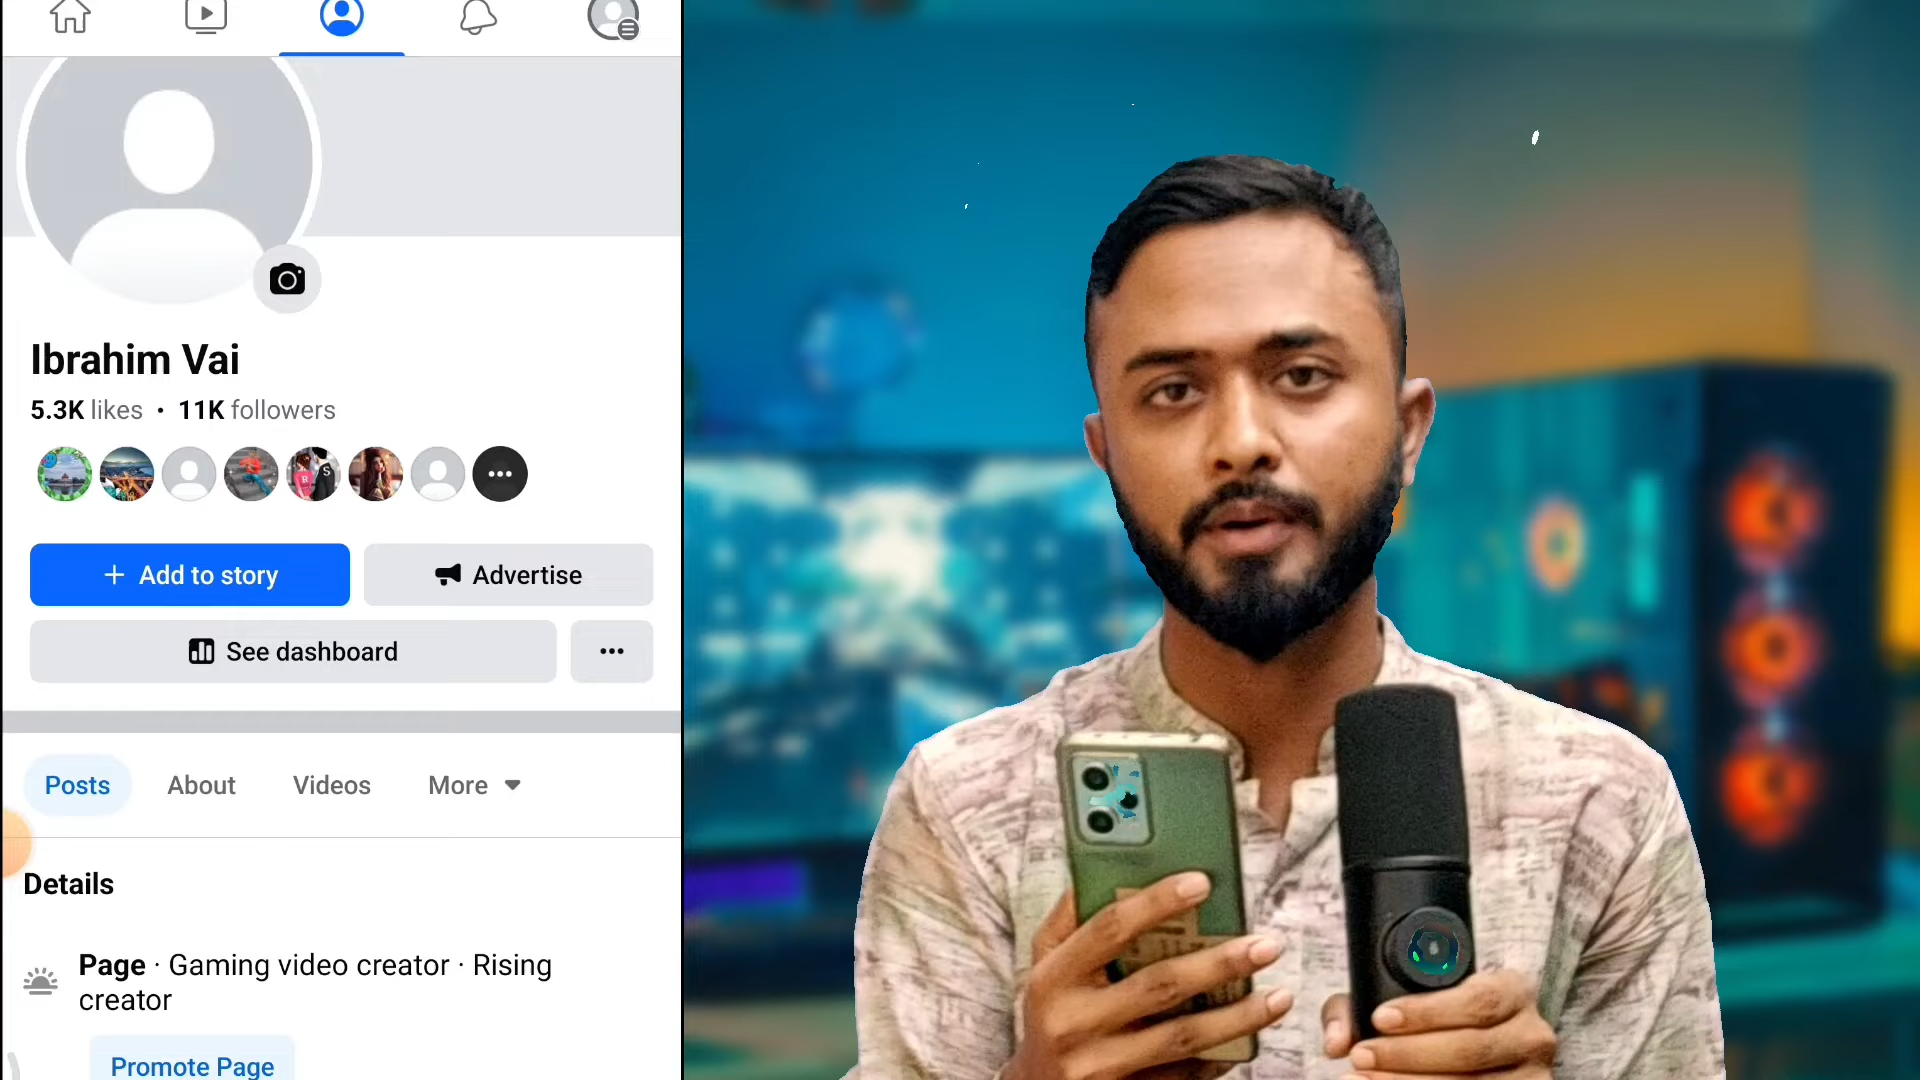 Ibrahim Vai
5.3K likes • 11K followers
+ Add to story
Advertise
See dashboard
Posts
About
Videos
More
Details
Page · Gaming video creator · Rising
creator
Promote Page